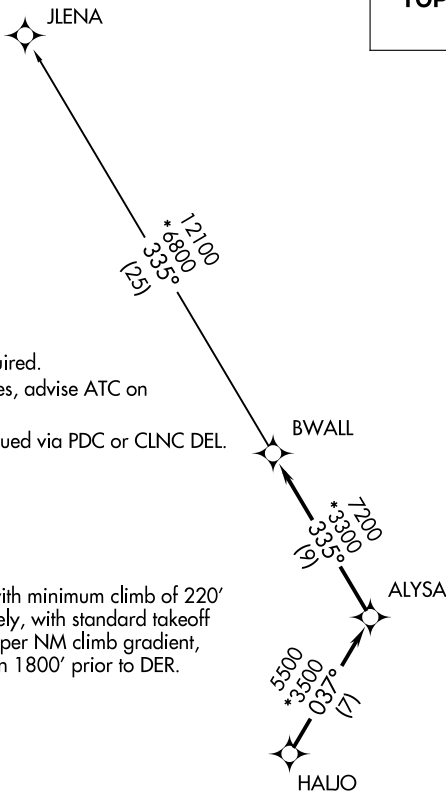 TOP
JLENA
12100
*6800
335°
(25)
uired.
es, advise ATC on
ued via PDC or CLNC DEL.
BWALL
7200
*3300
335°
(9)
with minimum climb of 220'
ely, with standard takeoff
per NM climb gradient,
n 1800' prior to DER.
ALYSA
5500
*3500
037°
(7)
HALJO